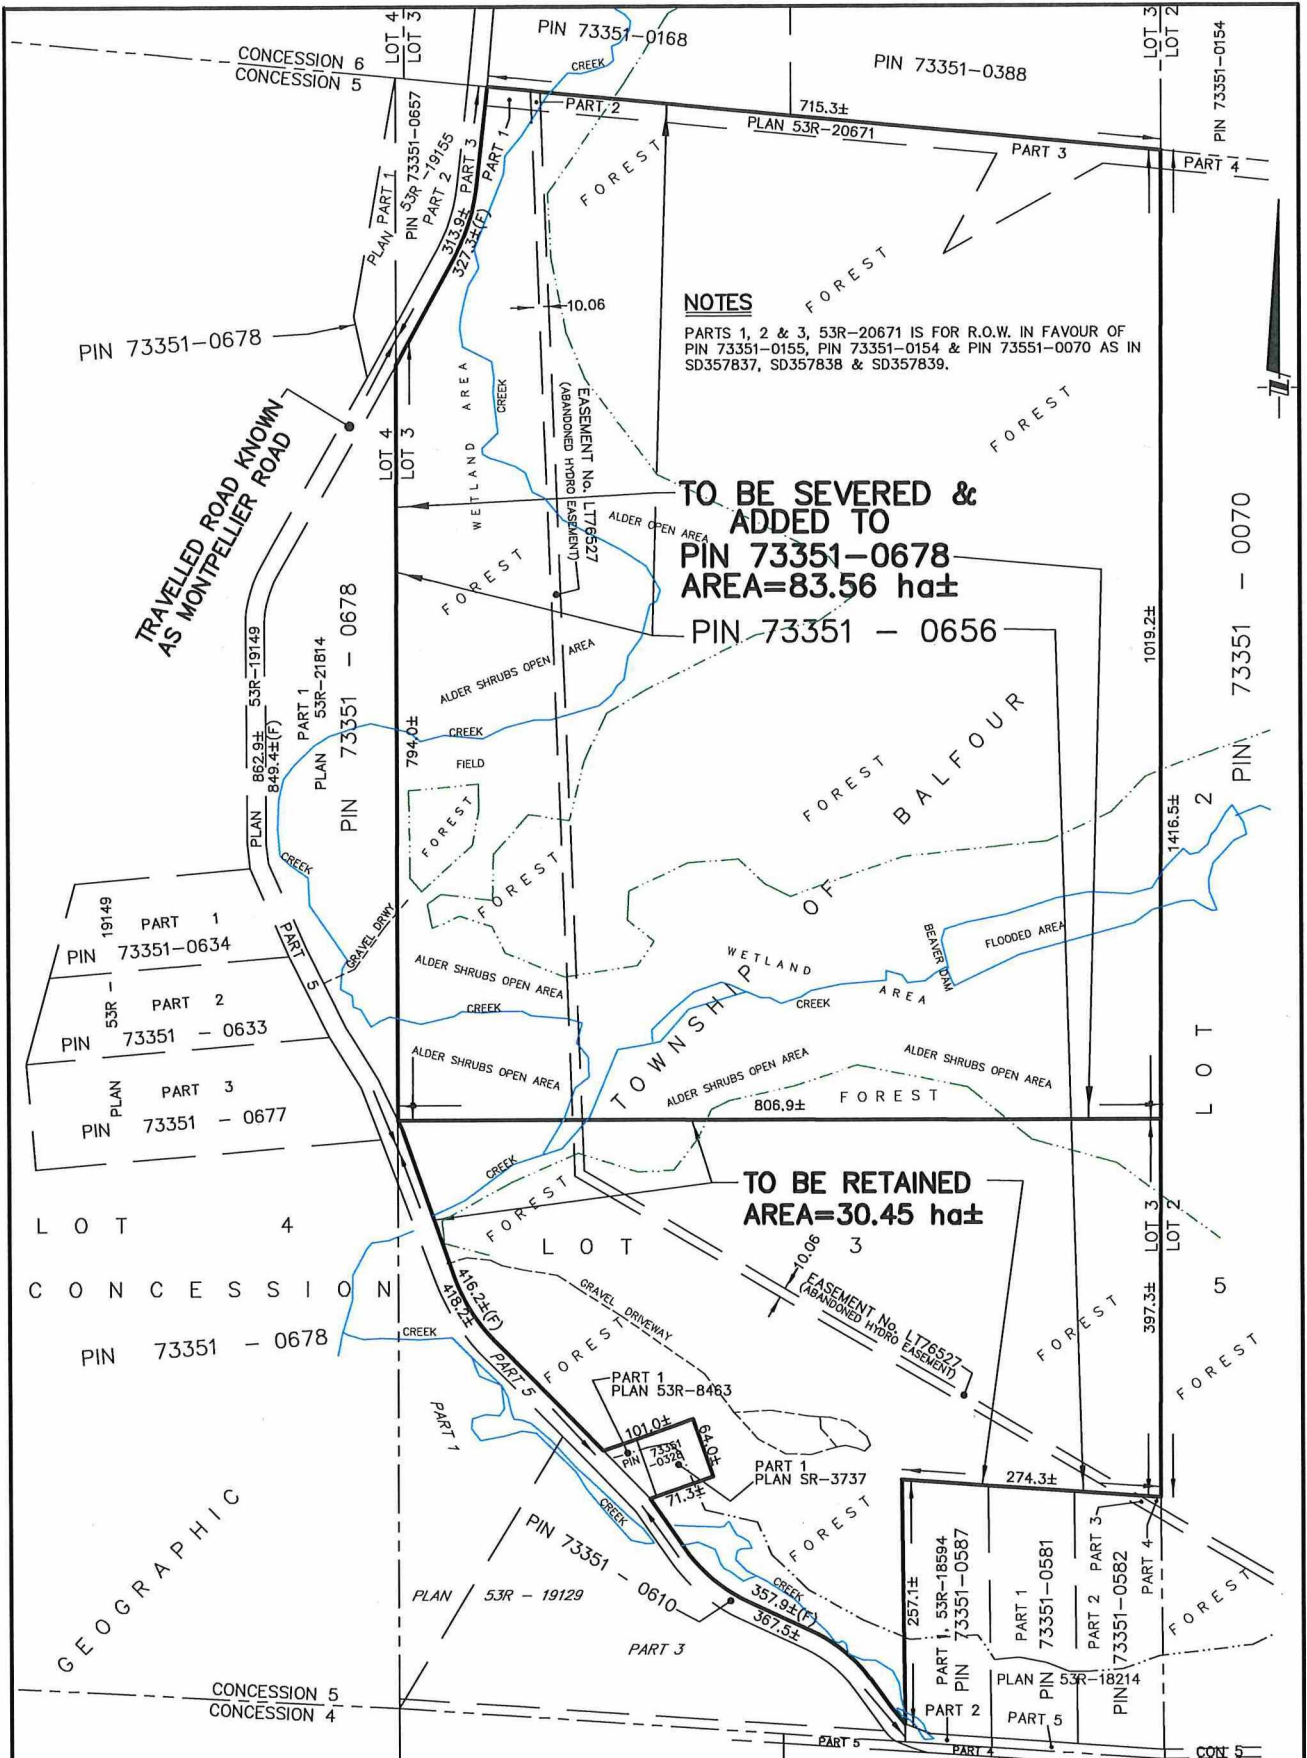 CONCESSION 6
CONCESSION 5
LOT 4
LOT 3
PIN 73351-0168
CREEK
PIN 73351-0388
LOT 3
LOT 2
PIN 73351-0154
PART 2
715.3±
PLAN 53R-20671
PART 3
PART 4
PLAN PART 1
PIN 73351-0657
53R-19155
PART 2
PART 3
PART 1
313.9±
327.3±(F)
FOREST
10.06
NOTES
PARTS 1, 2 & 3, 53R-20671 IS FOR R.O.W. IN FAVOUR OF
PIN 73351-0155, PIN 73351-0154 & PIN 73551-0070 AS IN
SD357837, SD357838 & SD357839.
FOREST
N
PIN 73351-0678
TRAVELLED ROAD KNOWN
AS MONTPELLIER ROAD
LOT 4
LOT 3
WETLAND AREA
CREEK
EASEMENT No. LT76527
(ABANDONED HYDRO EASEMENT)
FOREST
TO BE SEVERED &
ADDED TO
PIN 73351-0678
AREA=83.56 ha±
ALDER OPEN AREA
FOREST
PIN 73351 - 0656
1019.2±
PIN 73351 - 0070
ALDER SHRUBS OPEN AREA
PLAN 53R-19149
862.9±
849.4±(F)
PART 1
PLAN 53R-21814
PIN 73351 - 0678
794.0±
CREEK
FIELD
FOREST
FOREST
FOREST
TOWNSHIP OF BALFOUR
1416.5±
CREEK
GRAVEL DRWY
PART 5
PART 1
PIN 73351-0634
PART 2
PIN 73351 - 0633
PART 3
PIN 73351 - 0677
PLAN 53R - 19149
ALDER SHRUBS OPEN AREA
CREEK
WETLAND AREA
CREEK
BEAVER DAM
FLOODED AREA
LOT 2
ALDER SHRUBS OPEN AREA
ALDER SHRUBS OPEN AREA
ALDER SHRUBS OPEN AREA
806.9±
FOREST
CREEK
FOREST
TO BE RETAINED
AREA=30.45 ha±
LOT 4
LOT 3
LOT 3
LOT 2
CONCESSION 5
PIN 73351 - 0678
CREEK
416.2±(F)
418.2±
PART 5
GRAVEL DRIVEWAY
FOREST
10.06
EASEMENT No. LT76527
(ABANDONED HYDRO EASEMENT)
FOREST
397.3±
FOREST
PART 1
PLAN 53R-8463
101.0±
64.0±
PIN 73351
-0328
71.3±
PART 1
PLAN SR-3737
PART 1
GEOGRAPHIC
CREEK
PIN 73351 - 0610
PLAN 53R - 19129
PART 3
FOREST
CREEK
357.9±(F)
367.5±
274.3±
257.1±
PART 1, 53R-18594
PIN 73351-0587
PART 1
PIN 73351-0581
PART 2
PART 3
PIN 73351-0582
PART 4
FOREST
PLAN 53R-18214
PART 2
PART 5
CONCESSION 5
CONCESSION 4
PART 5
PART 4
CON 5